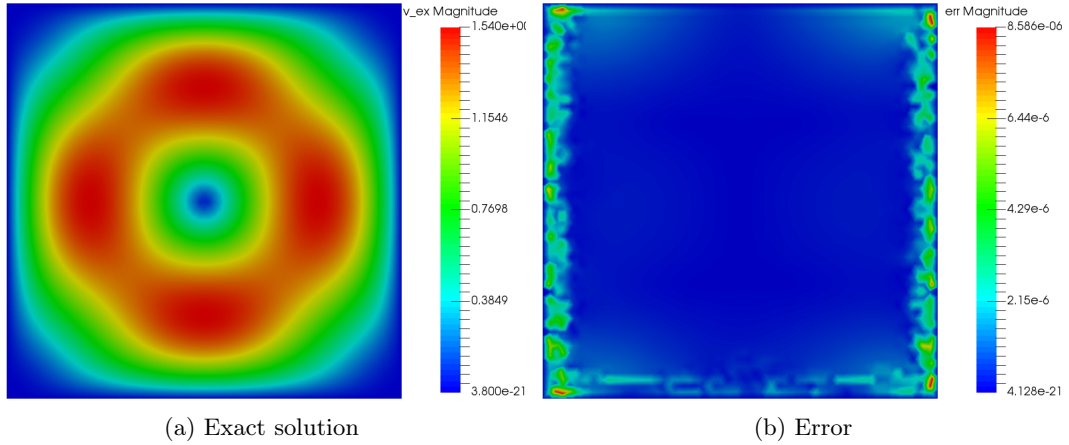 v_ex Magnitude
1.540e+00
1.1546
0.7698
0.3849
3.800e-21
err Magnitude
8.586e-06
6.44e-6
4.29e-6
2.15e-6
4.128e-21
(a) Exact solution
(b) Error